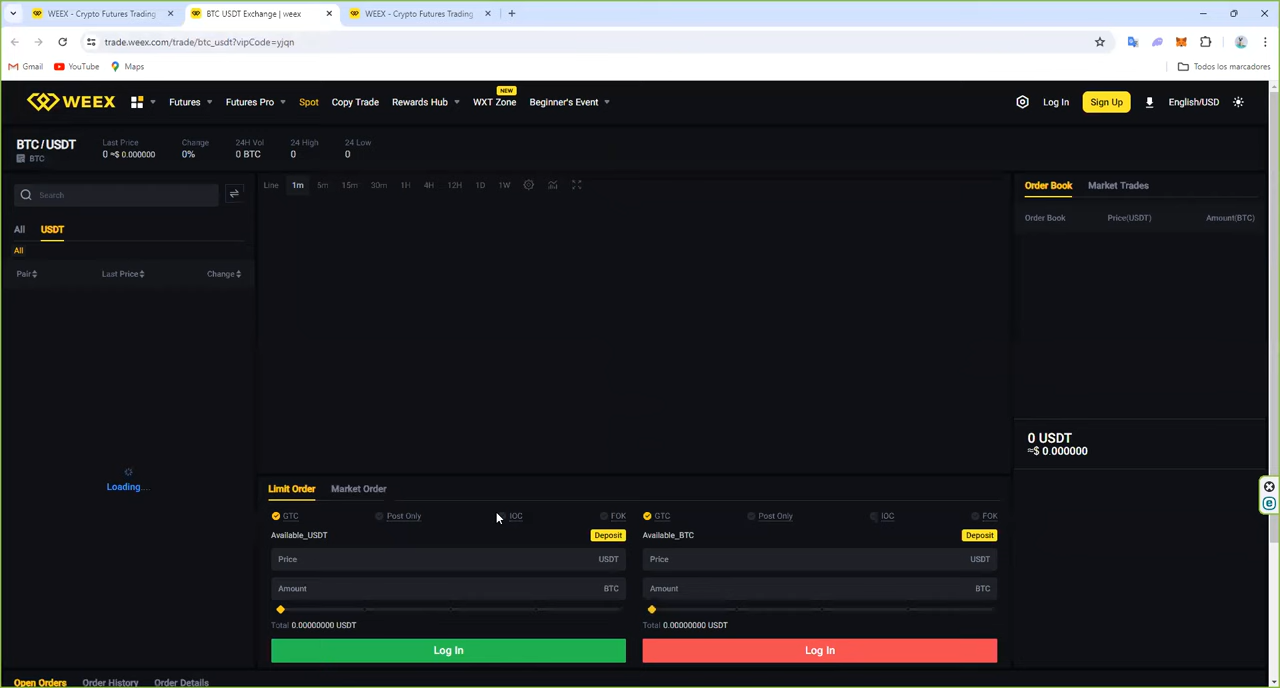 WEEX - Crypto Futures Trading
BTC USDT Exchange | weex
WEEX - Crypto Futures Trading
trade.weex.com/trade/btc_usdt?vipCode=yjqn
Gmail YouTube Maps Todos los marcadores
WEEX Futures Futures Pro Spot Copy Trade Rewards Hub WXT Zone NEW Beginner's Event Log In Sign Up English/USD
BTC/USDT
BTC
Last Price Change 24H Vol 24 High 24 Low
0 ≈$ 0.000000 0% 0 BTC 0 0
Search
All USDT
All
Pair Last Price Change
Loading...
Line 1m 5m 15m 30m 1H 4H 12H 1D 1W
Order Book Market Trades
Order Book Price(USDT) Amount(BTC)
0 USDT
≈$ 0.000000
Limit Order Market Order
GTC Post Only IOC FOK
Available_USDT Deposit
Price USDT
Amount BTC
Total 0.00000000 USDT
Log In
GTC Post Only IOC FOK
Available_BTC Deposit
Price USDT
Amount BTC
Total 0.00000000 USDT
Log In
Open Orders Order History Order Details